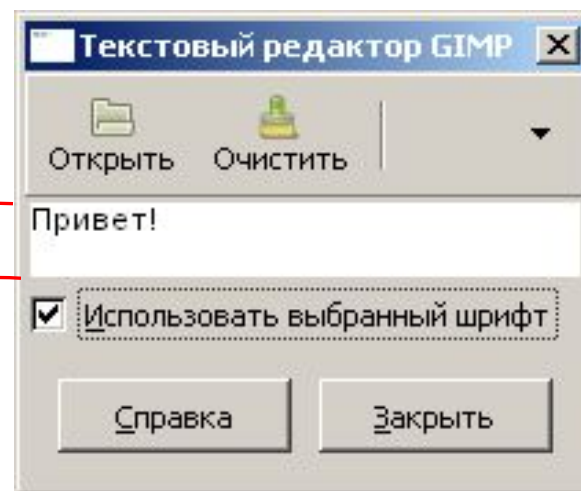 Текстовый редактор GIMP
Открыть Очистить
Привет!
Использовать выбранный шрифт
Справка Закрыть